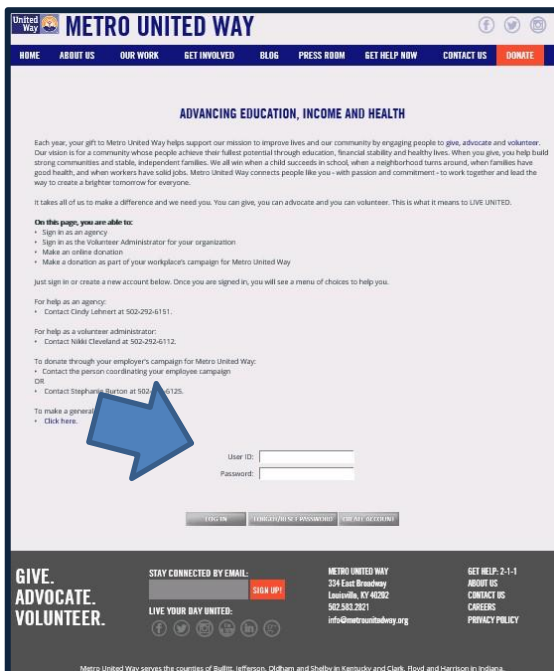 United
Way
METRO UNITED WAY
HOME ABOUT US OUR WORK GET INVOLVED BLOG PRESS ROOM GET HELP NOW CONTACT US DONATE
ADVANCING EDUCATION, INCOME AND HEALTH
Each year, your gift to Metro United Way helps support our mission to improve lives and our community by engaging people to give, advocate and volunteer.
Our vision is for a community whose people achieve their fullest potential through education, financial stability and healthy lives. When you give, you help build
strong communities and stable, independent families. We all win when a child succeeds in school, when a neighborhood turns around, when families have
good health, and when workers have solid jobs. Metro United Way connects people like you - with passion and commitment - to work together and lead the
way to create a brighter tomorrow for everyone.
It takes all of us to make a difference and we need you. You can give, you can advocate and you can volunteer. This is what it means to LIVE UNITED.
On this page, you are able to:
• Sign in as an agency
• Sign in as the Volunteer Administrator for your organization
• Make an online donation
• Make a donation as part of your workplace's campaign for Metro United Way
Just sign in or create a new account below. Once you are signed in, you will see a menu of choices to help you.
For help as an agency:
• Contact Cindy Lehnert at 502-292-6151.
For help as a volunteer administrator:
• Contact Nikki Cleveland at 502-292-6112.
To donate through your employer's campaign for Metro United Way:
• Contact the person coordinating your employee campaign
OR
• Contact Stephanie Burton at 502- 6125.
To make a general
• Click here.
User ID:
Password:
LOG IN FORGOT/RESET PASSWORD CREATE ACCOUNT
GIVE.
ADVOCATE.
VOLUNTEER.
STAY CONNECTED BY EMAIL:
SIGN UP!
LIVE YOUR DAY UNITED:
METRO UNITED WAY
334 East Broadway
Louisville, KY 40202
502.583.2821
info@metrounitedway.org
GET HELP: 2-1-1
ABOUT US
CONTACT US
CAREERS
PRIVACY POLICY
Metro United Way serves the counties of Bullitt, Jefferson, Oldham and Shelby in Kentucky and Clark, Floyd and Harrison in Indiana.